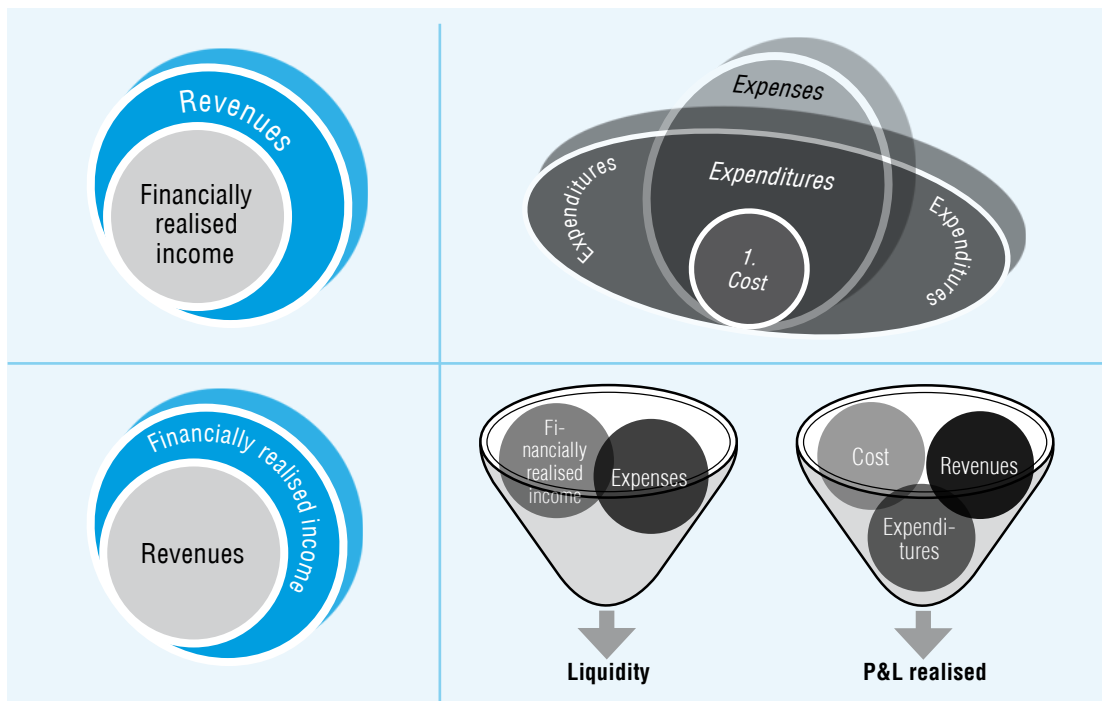 Revenues
Financially
realised
income
Expenses
Expenditures
Expenditures
Expenditures
1.
Cost
Financially realised income
Revenues
Fi-
nancially
realised
income
Expenses
Liquidity
Cost
Revenues
Expendi-
tures
P&L realised